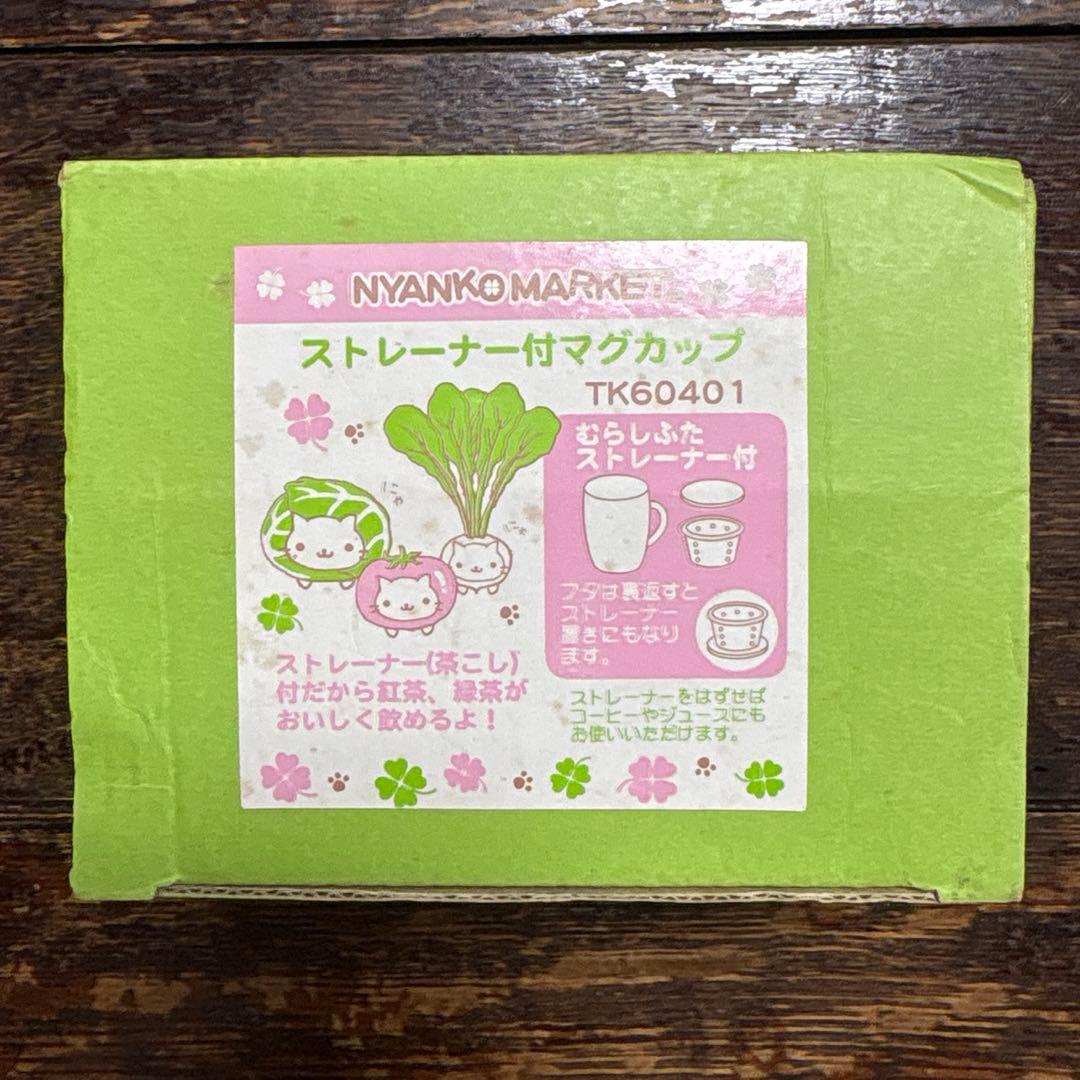 NYANKO MARKET
ストレーナー付マグカップ
TK60401
むらしふた
ストレーナー付
にゃ
にゃ
フタは裏返すと
ストレーナー
置きにもなり
ます。
ストレーナー(茶こし)
付だから紅茶、緑茶が
おいしく飲めるよ!
ストレーナーをはずせば
コーヒーやジュースにも
お使いいただけます。